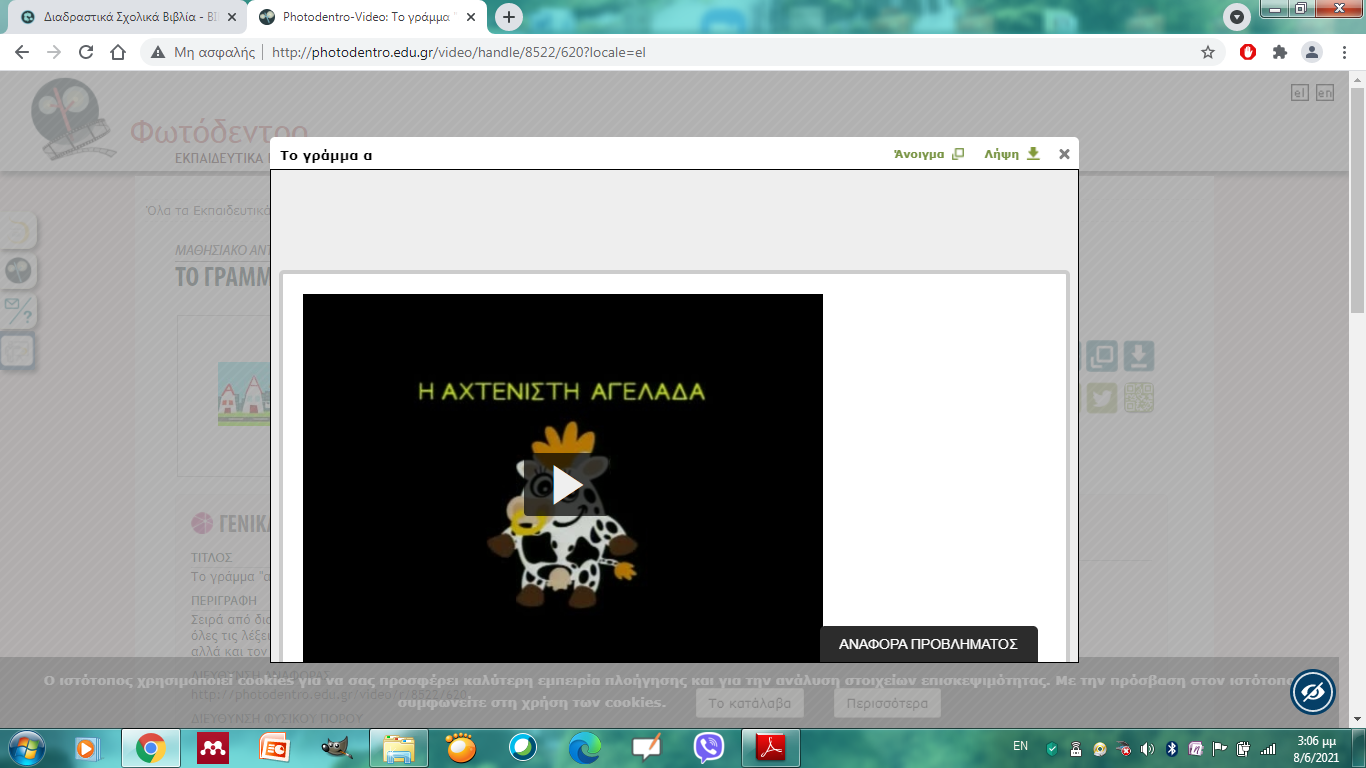 Διαδραστικά Σχολικά Βιβλία - ΒΙ
Photodentro-Video: Το γράμμα "
Μη ασφαλής
http://photodentro.edu.gr/video/handle/8522/620?locale=el
el en
Φωτόδεντρο
ΕΚΠΑΙΔΕΥΤΙΚΑ
Το γράμμα α
Άνοιγμα
Λήψη
Όλα τα Εκπαιδευτικά
ΜΑΘΗΣΙΑΚΟ ΑΝΤ
ΤΟ ΓΡΑΜΜ
Η ΑΧΤΕΝΙΣΤΗ ΑΓΕΛΑΔΑ
ΓΕΝΙΚΑ
ΤΙΤΛΟΣ
Το γράμμα "α
ΠΕΡΙΓΡΑΦΗ
Σειρά από δια
όλες τις λέξει
αλλά και τον
ΑΝΑΦΟΡΑ ΠΡΟΒΛΗΜΑΤΟΣ
Ο ιστότοπος χρησιμοποιεί cookies για να σας προσφέρει καλύτερη εμπειρία πλοήγησης και για την ανάλυση στοιχείων επισκεψιμότητας. Με την πρόσβαση στον ιστότοπο
http://photodentro.edu.gr/video/r/8522/620
συμφωνείτε στη χρήση των cookies.
Το κατάλαβα
Περισσότερα
ΔΙΕΥΘΥΝΣΗ ΦΥΣΙΚΟΥ ΠΟΡΟΥ
EN
3:06 μμ
8/6/2021